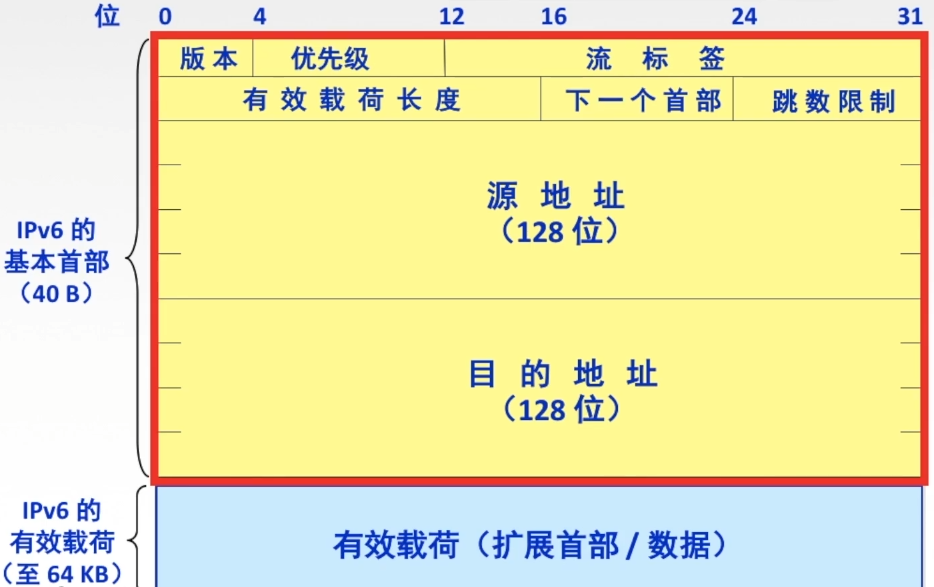 位 0 4 12 16 24 31
版本 优先级 流标签
有效载荷长度 下一个首部 跳数限制
源地址
（128 位）
IPv6 的
基本首部
（40 B）
目的地址
（128 位）
IPv6 的
有效载荷
（至 64 KB）
有效载荷（扩展首部 / 数据）